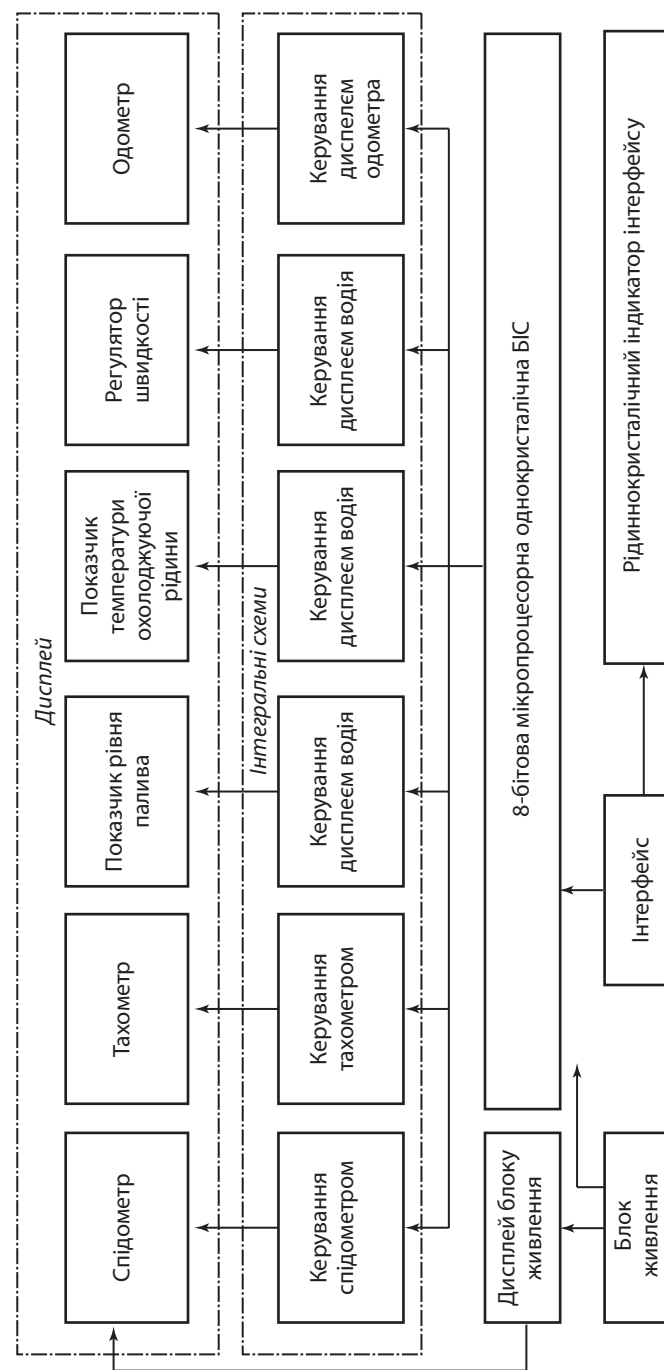 Дисплей
Спідометр
Тахометр
Показчик рівня
палива
Показчик
температури
охолоджуючої
рідини
Регулятор
швидкості
Одометр
Інтегральні схеми
Керування
спідометром
Керування
тахометром
Керування
дисплеєм водія
Керування
дисплеєм водія
Керування
дисплеєм водія
Керування
диспелєм
одометра
Дисплей блоку
живлення
8-бітова мікропроцесорна однокристалічна БІС
Блок
живлення
Інтерфейс
Рідиннокристалічний індикатор інтерфейсу